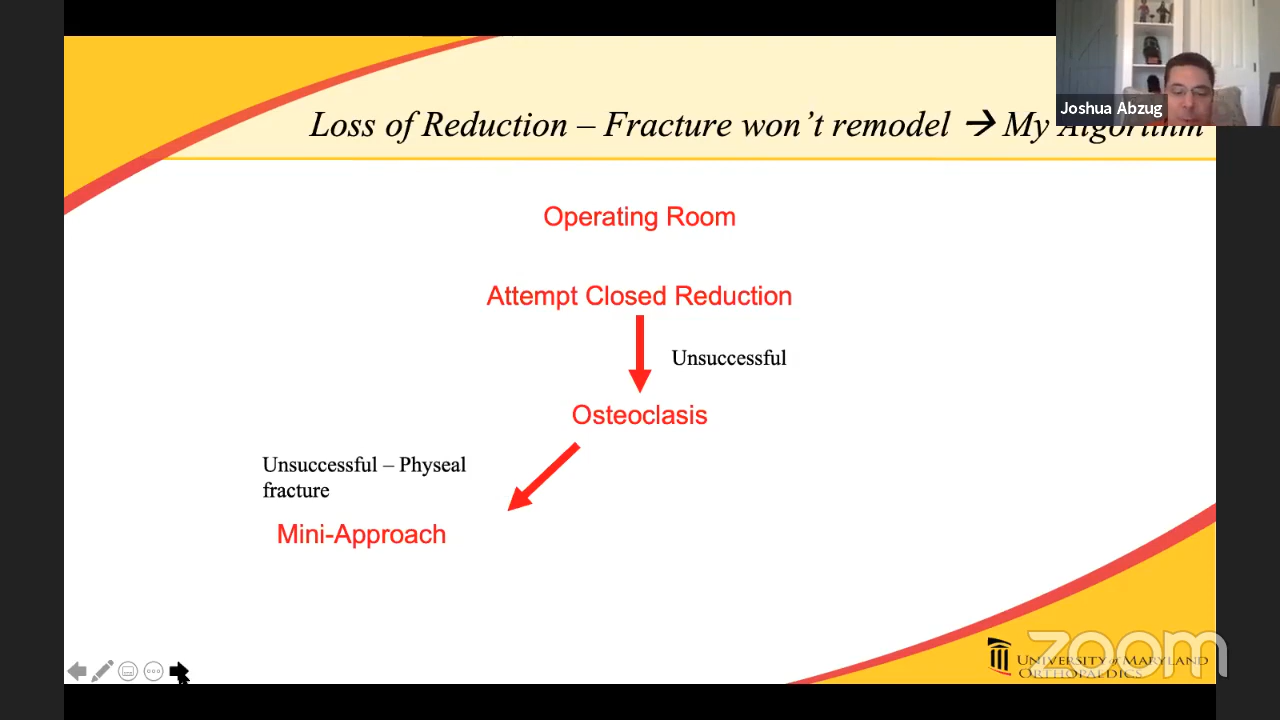 Joshua Abzug
Loss of Reduction – Fracture won’t remodel → My Algorithm
Operating Room
Attempt Closed Reduction
Unsuccessful
Osteoclasis
Unsuccessful – Physeal
fracture
Mini-Approach
zoom
UNIVERSITY of MARYLAND
ORTHOPAEDICS